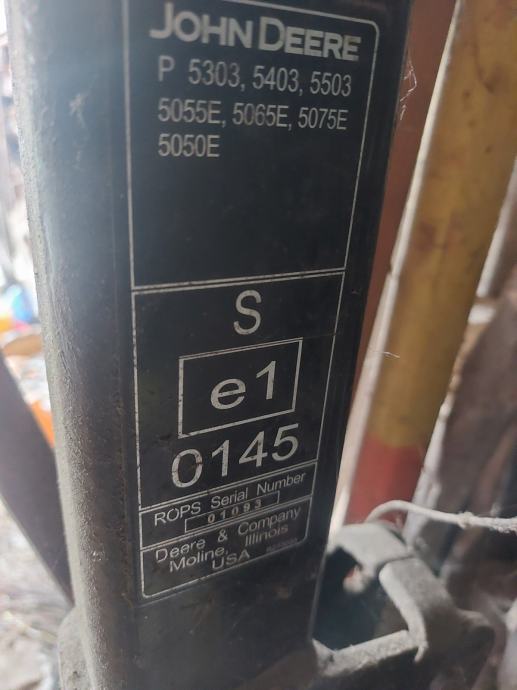 JOHN DEERE
P 5303, 5403, 5503
5055E, 5065E, 5075E
5050E
S
e1
0145
ROPS Serial Number
01093
Deere & Company
Moline, Illinois
USA